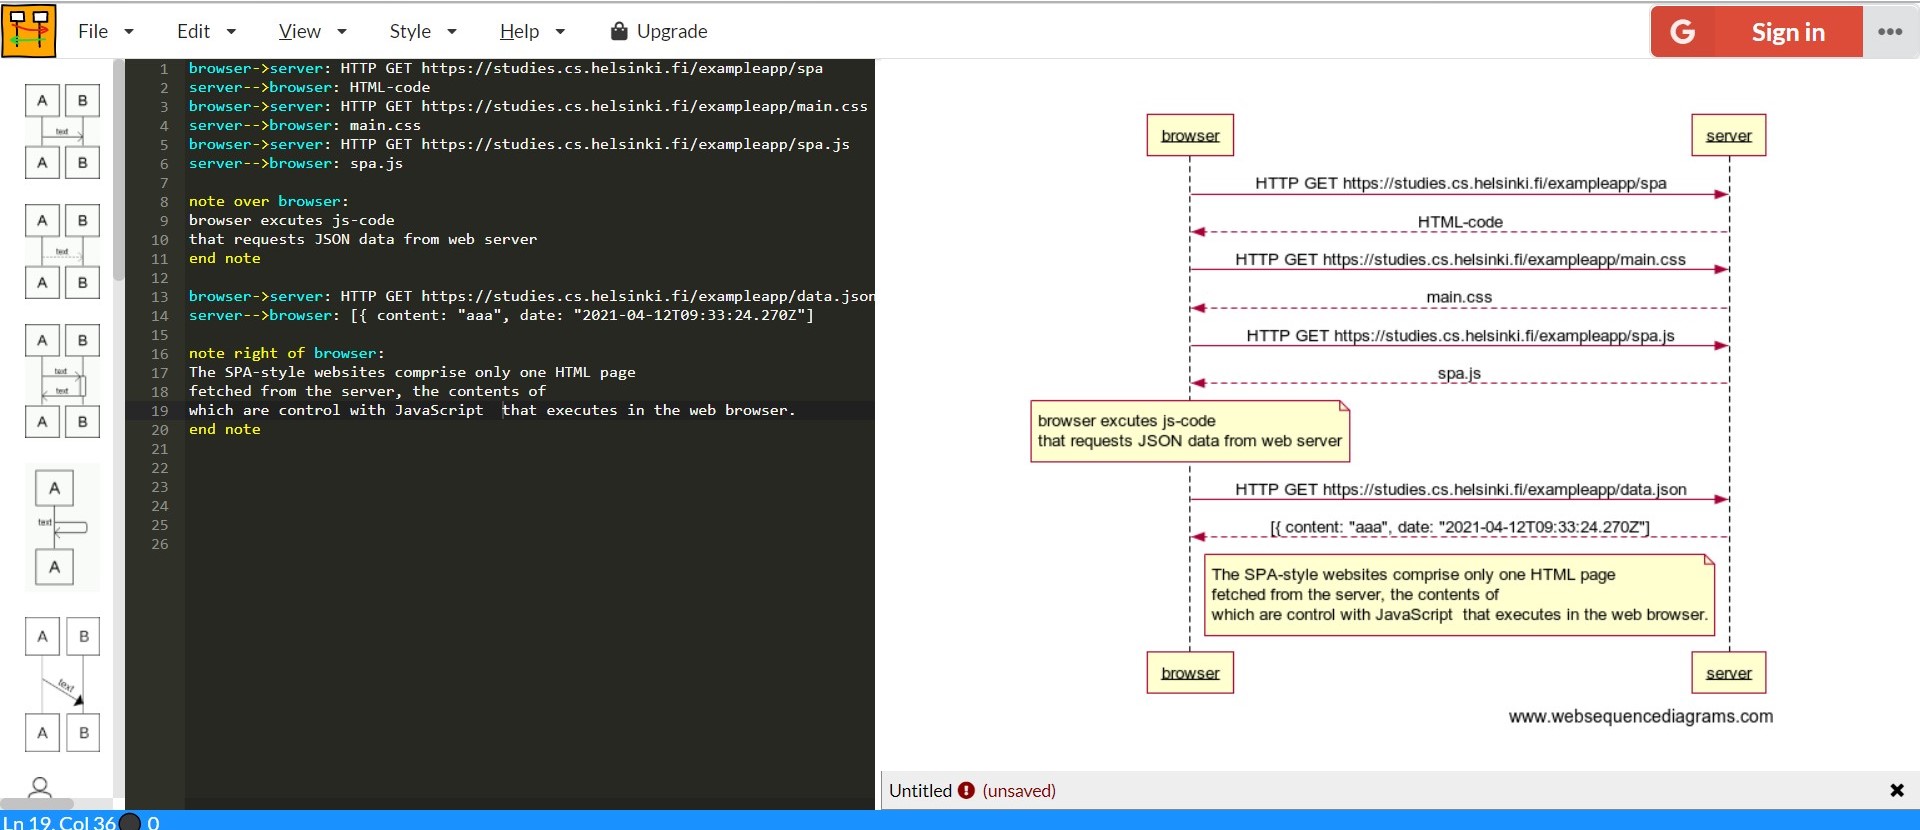 File Edit View Style Help Upgrade
G Sign in
A B
text
A B
A B
text
A B
A B
text
text
A B
A
text
A
A B
text
A B
1 browser->server: HTTP GET https://studies.cs.helsinki.fi/exampleapp/spa
2 server-->browser: HTML-code
3 browser->server: HTTP GET https://studies.cs.helsinki.fi/exampleapp/main.css
4 server-->browser: main.css
5 browser->server: HTTP GET https://studies.cs.helsinki.fi/exampleapp/spa.js
6 server-->browser: spa.js
7
8 note over browser:
9 browser excutes js-code
10 that requests JSON data from web server
11 end note
12
13 browser->server: HTTP GET https://studies.cs.helsinki.fi/exampleapp/data.json
14 server-->browser: [{ content: "aaa", date: "2021-04-12T09:33:24.270Z"]
15
16 note right of browser:
17 The SPA-style websites comprise only one HTML page
18 fetched from the server, the contents of
19 which are control with JavaScript  that executes in the web browser.
20 end note
21
22
23
24
25
26
browser server
HTTP GET https://studies.cs.helsinki.fi/exampleapp/spa
HTML-code
HTTP GET https://studies.cs.helsinki.fi/exampleapp/main.css
main.css
HTTP GET https://studies.cs.helsinki.fi/exampleapp/spa.js
spa.js
browser excutes js-code
that requests JSON data from web server
HTTP GET https://studies.cs.helsinki.fi/exampleapp/data.json
[{ content: "aaa", date: "2021-04-12T09:33:24.270Z"]
The SPA-style websites comprise only one HTML page
fetched from the server, the contents of
which are control with JavaScript  that executes in the web browser.
browser server
www.websequencediagrams.com
Untitled (unsaved)
Ln 19, Col 36 0